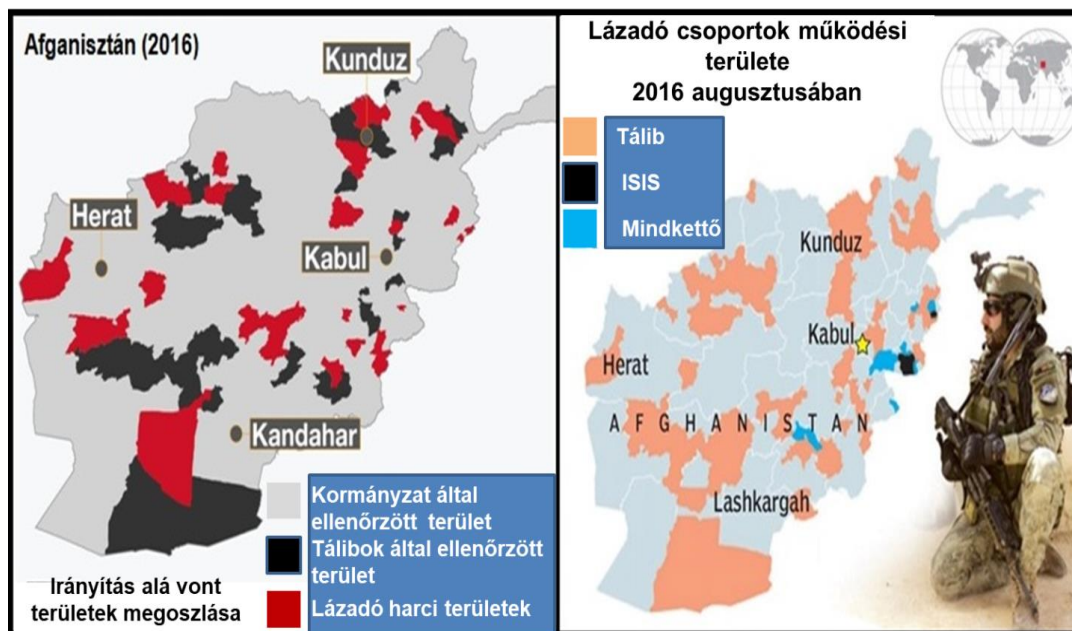 Afganisztán (2016)
Kunduz
Herat
Kabul
Kandahar
Kormányzat által
ellenőrzött terület
Tálibok által ellenőrzött
terület
Lázadó harci területek
Irányítás alá vont
területek megoszlása
Lázadó csoportok működési
területe
2016 augusztusában
Tálib
ISIS
Mindkettő
Kunduz
Kabul
Herat
AFGHANISTAN
Lashkargah